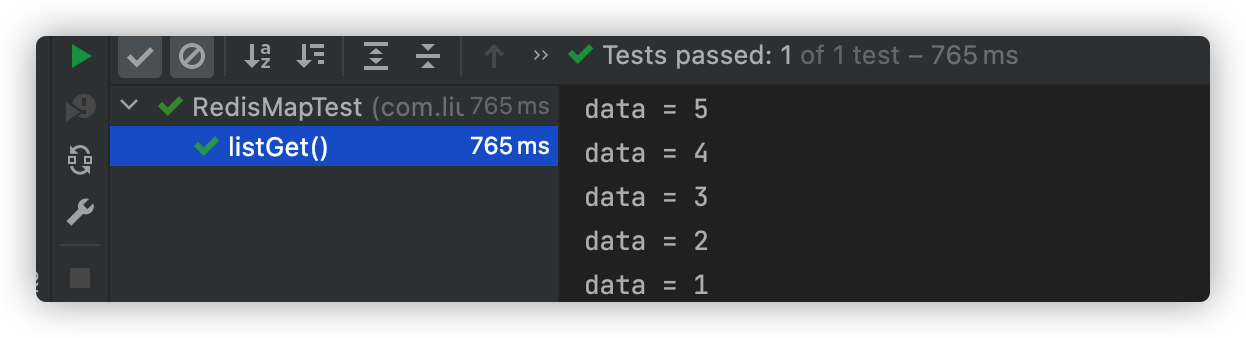 Tests passed: 1 of 1 test – 765 ms
RedisMapTest (com.liu 765 ms
listGet() 765 ms
data = 5
data = 4
data = 3
data = 2
data = 1